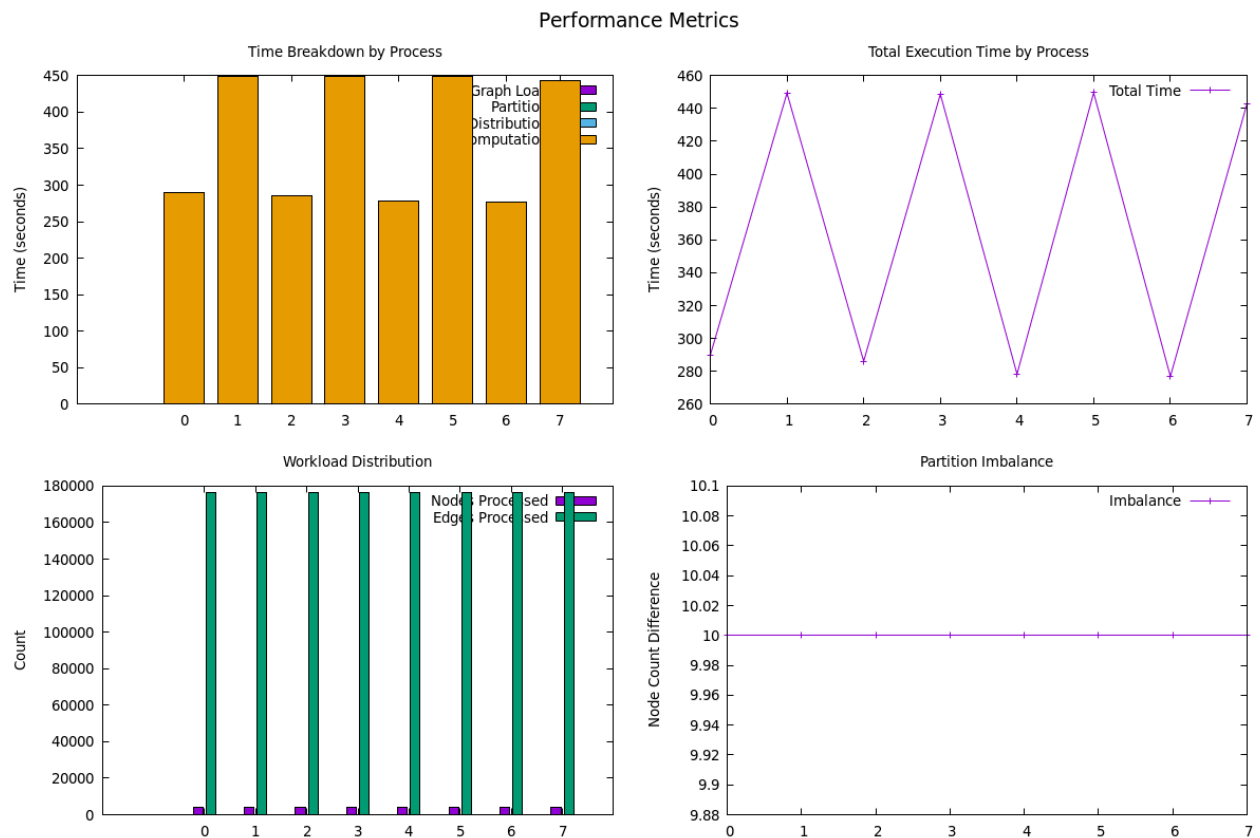 Performance Metrics
Time Breakdown by Process
Time (seconds)
450
400
350
300
250
200
150
100
50
0
Graph Loa
Partitio
Distributio
omputatio
0 1 2 3 4 5 6 7
Total Execution Time by Process
Time (seconds)
460
440
420
400
380
360
340
320
300
280
260
Total Time
0 1 2 3 4 5 6 7
Workload Distribution
Count
180000
160000
140000
120000
100000
80000
60000
40000
20000
0
Nodes Processed
Edges Processed
0 1 2 3 4 5 6 7
Partition Imbalance
Node Count Difference
10.1
10.08
10.06
10.04
10.02
10
9.98
9.96
9.94
9.92
9.9
9.88
Imbalance
0 1 2 3 4 5 6 7